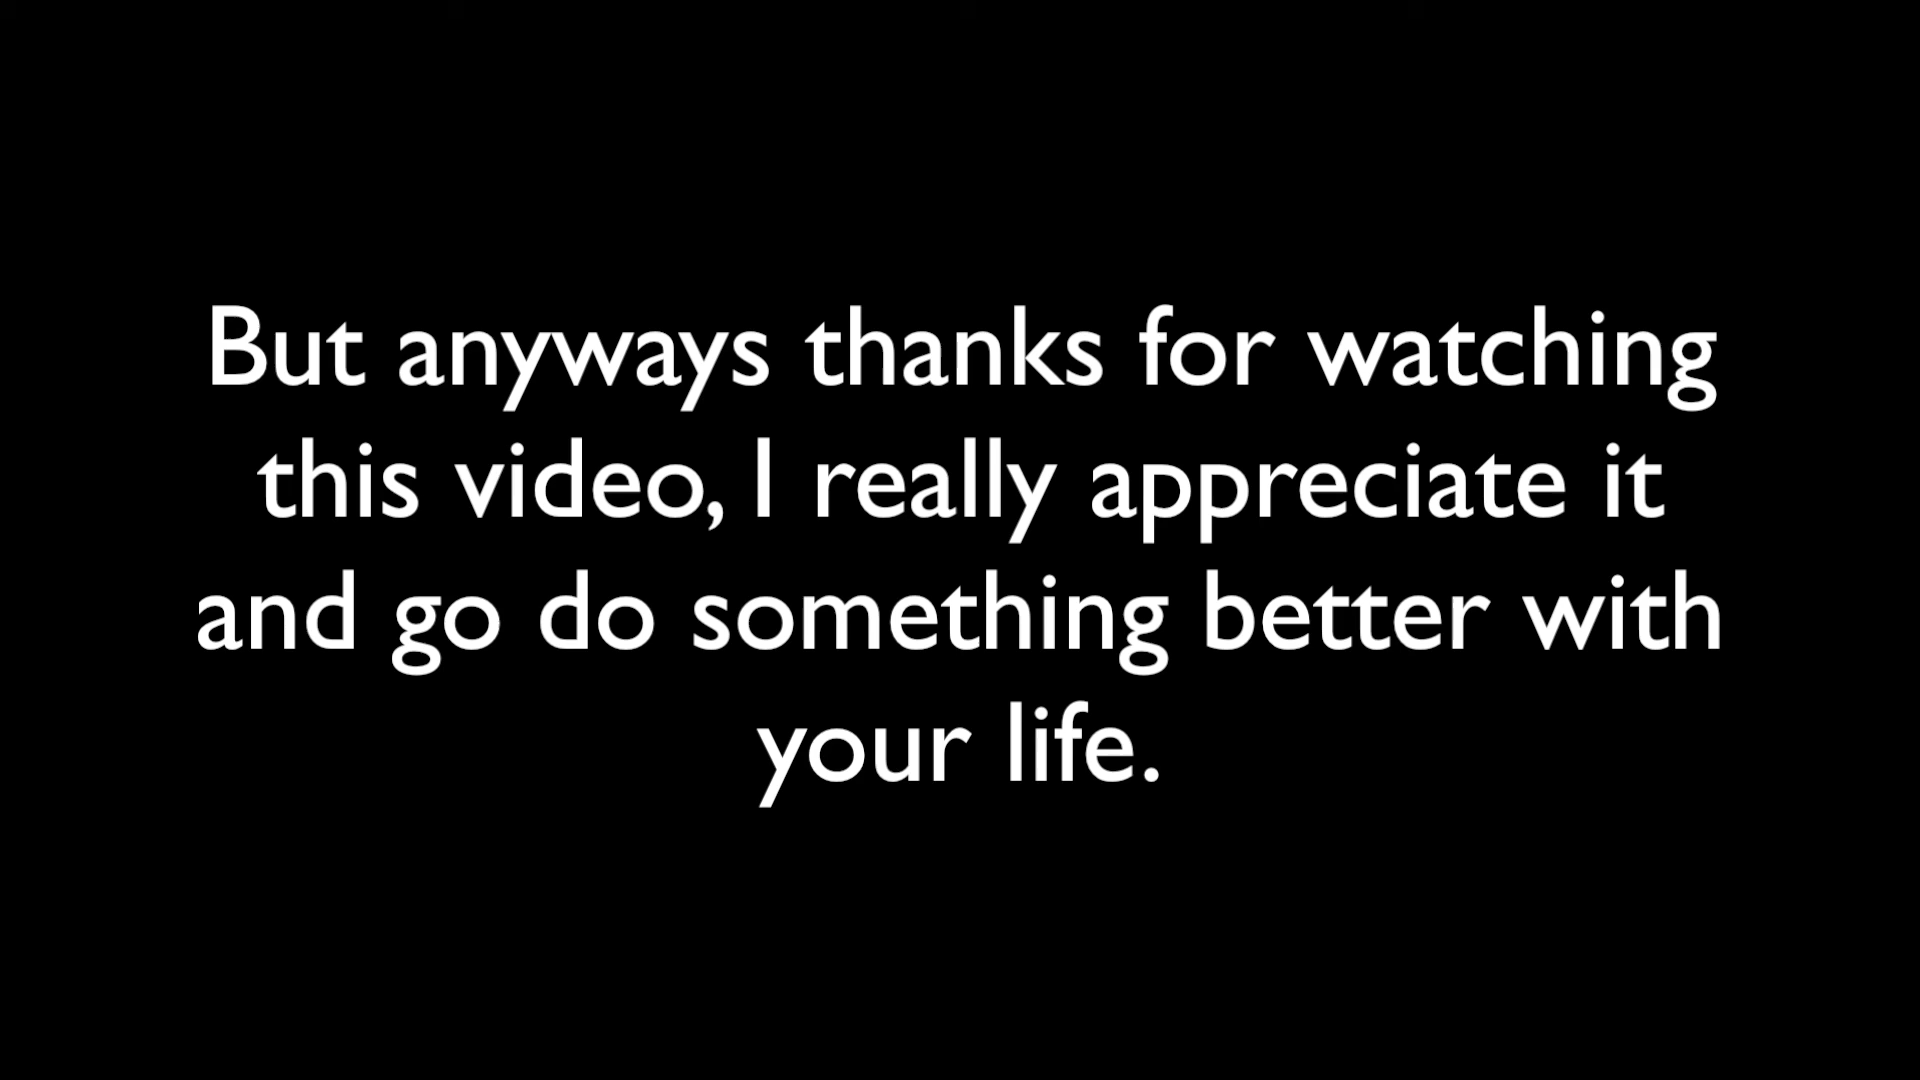 But anyways thanks for watching
this video, I really appreciate it
and go do something better with
your life.